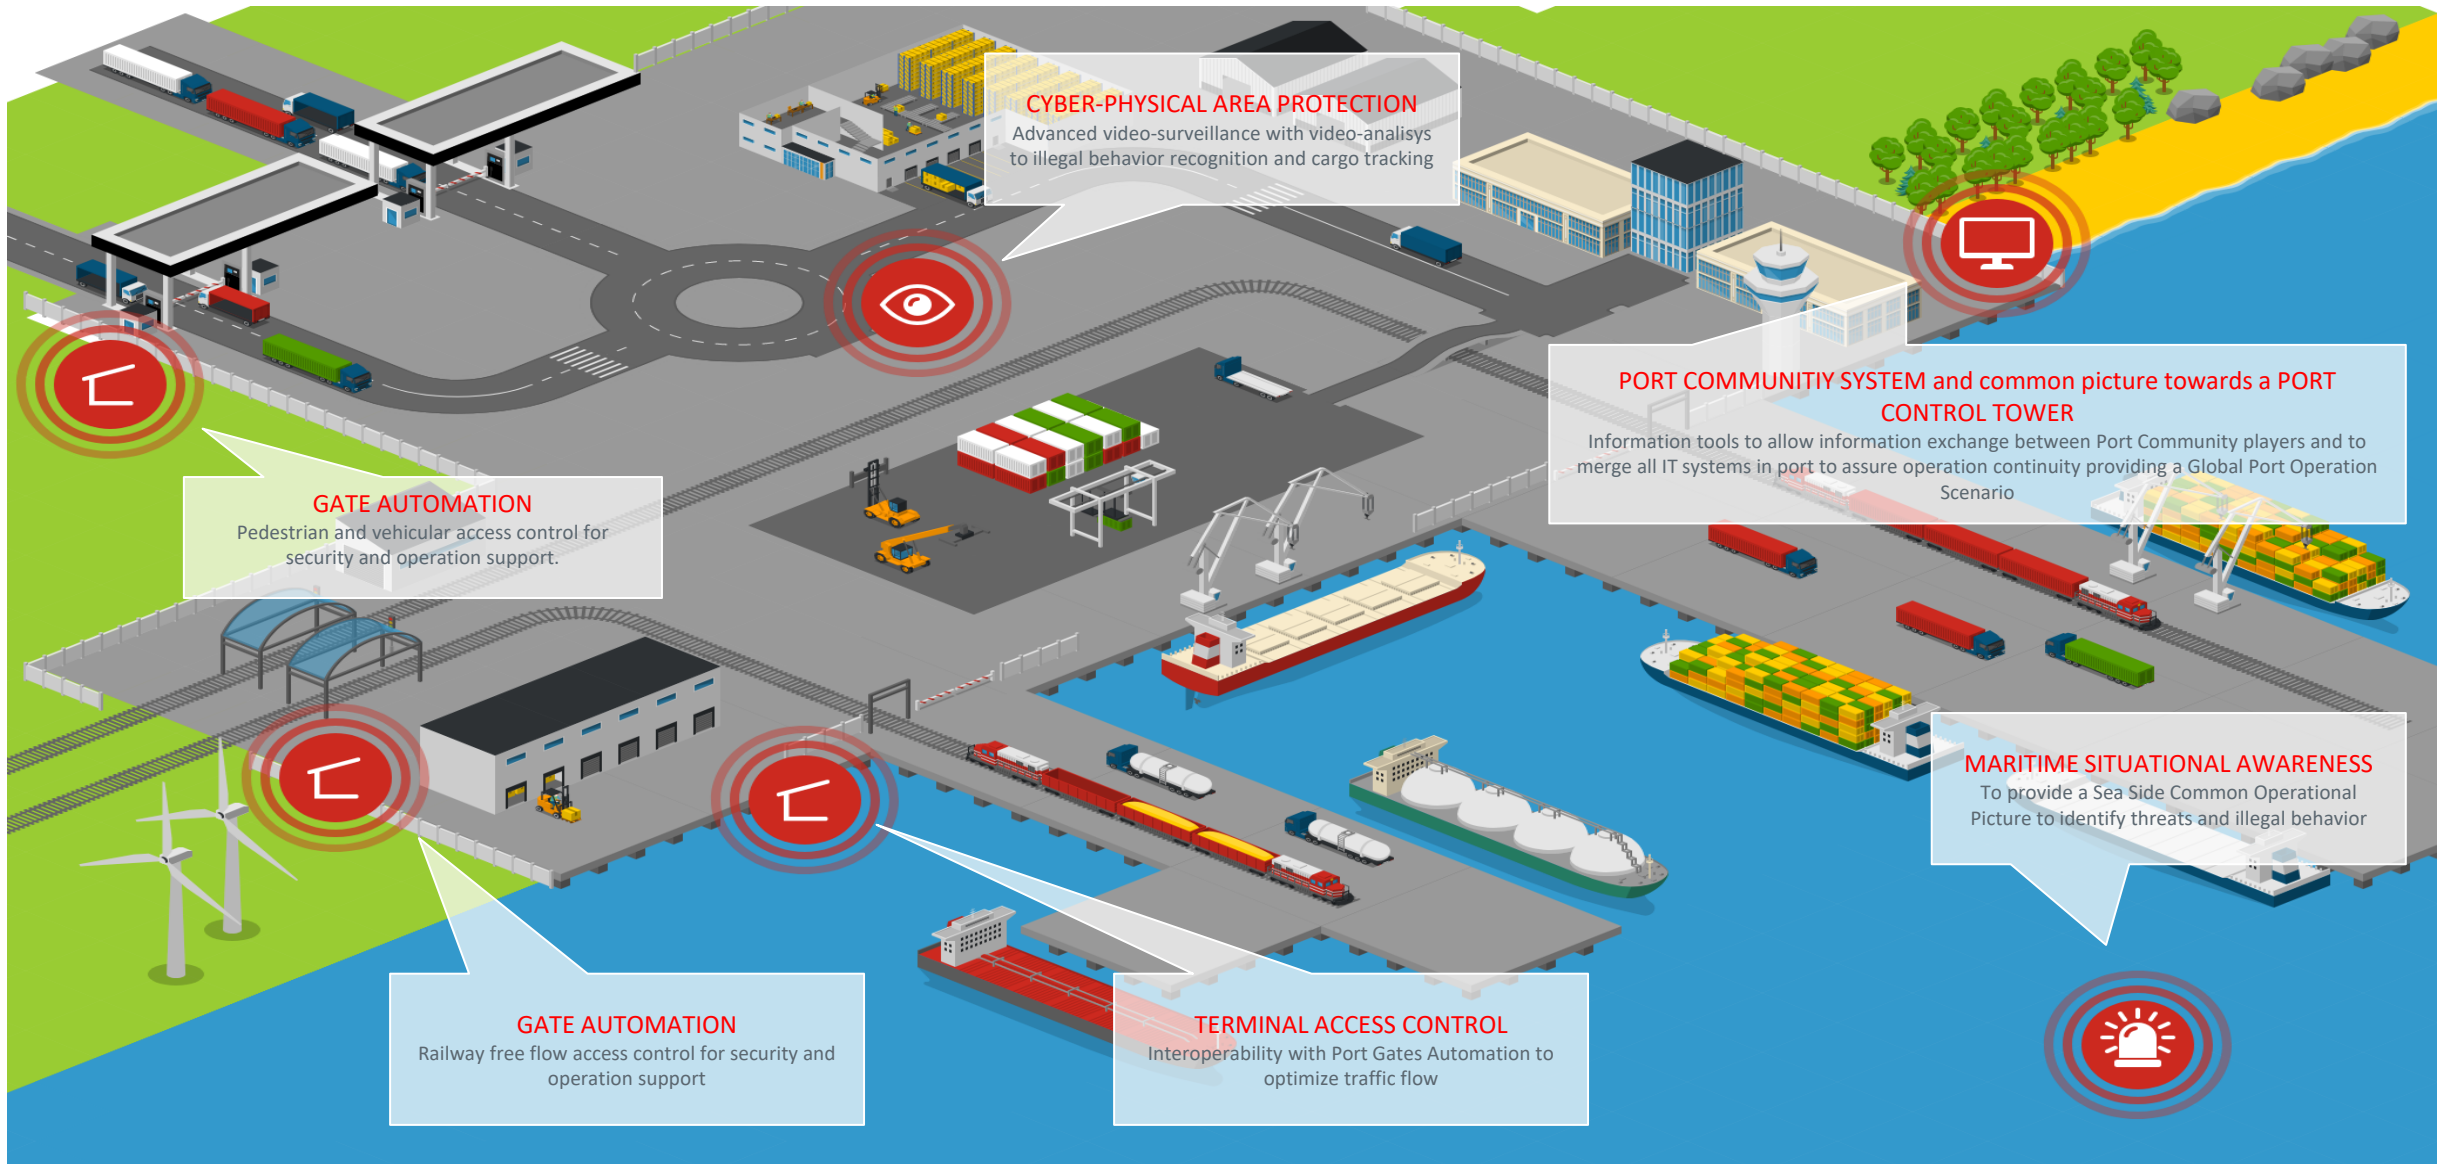 CYBER-PHYSICAL AREA PROTECTION
Advanced video-surveillance with video-analisys
to illegal behavior recognition and cargo tracking
PORT COMMUNITIY SYSTEM and common picture towards a PORT
CONTROL TOWER
Information tools to allow information exchange between Port Community players and to
merge all IT systems in port to assure operation continuity providing a Global Port Operation
Scenario
GATE AUTOMATION
Pedestrian and vehicular access control for
security and operation support.
MARITIME SITUATIONAL AWARENESS
To provide a Sea Side Common Operational
Picture to identify threats and illegal behavior
GATE AUTOMATION
Railway free flow access control for security and
operation support
TERMINAL ACCESS CONTROL
Interoperability with Port Gates Automation to
optimize traffic flow